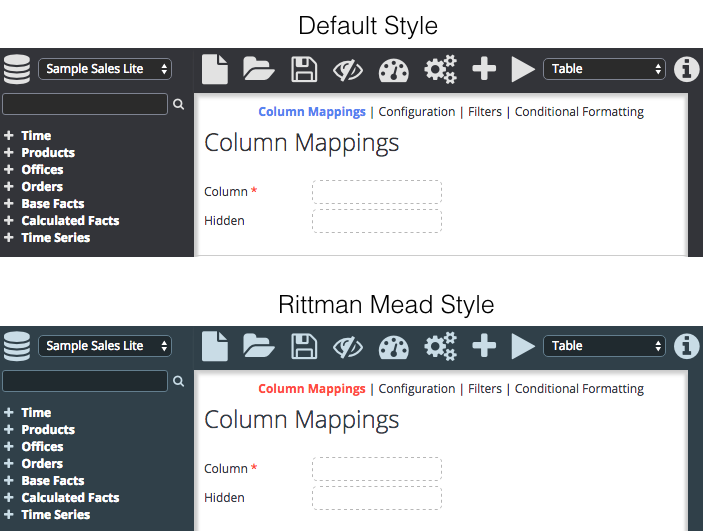 Default Style
Sample Sales Lite
Table
Column Mappings | Configuration | Filters | Conditional Formatting
Column Mappings
Column *
Hidden
+ Time
+ Products
+ Offices
+ Orders
+ Base Facts
+ Calculated Facts
+ Time Series
Rittman Mead Style
Sample Sales Lite
Table
Column Mappings | Configuration | Filters | Conditional Formatting
Column Mappings
Column *
Hidden
+ Time
+ Products
+ Offices
+ Orders
+ Base Facts
+ Calculated Facts
+ Time Series